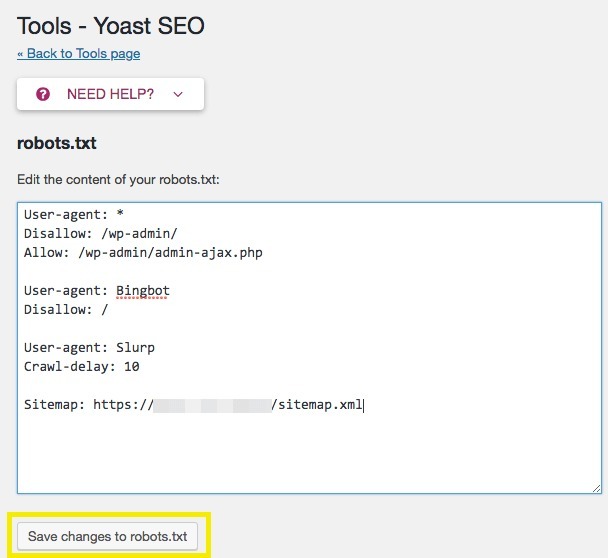 Tools - Yoast SEO
« Back to Tools page
NEED HELP?
robots.txt
Edit the content of your robots.txt:
User-agent: *
Disallow: /wp-admin/
Allow: /wp-admin/admin-ajax.php
User-agent: Bingbot
Disallow: /
User-agent: Slurp
Crawl-delay: 10
Sitemap: https:// /sitemap.xml
Save changes to robots.txt